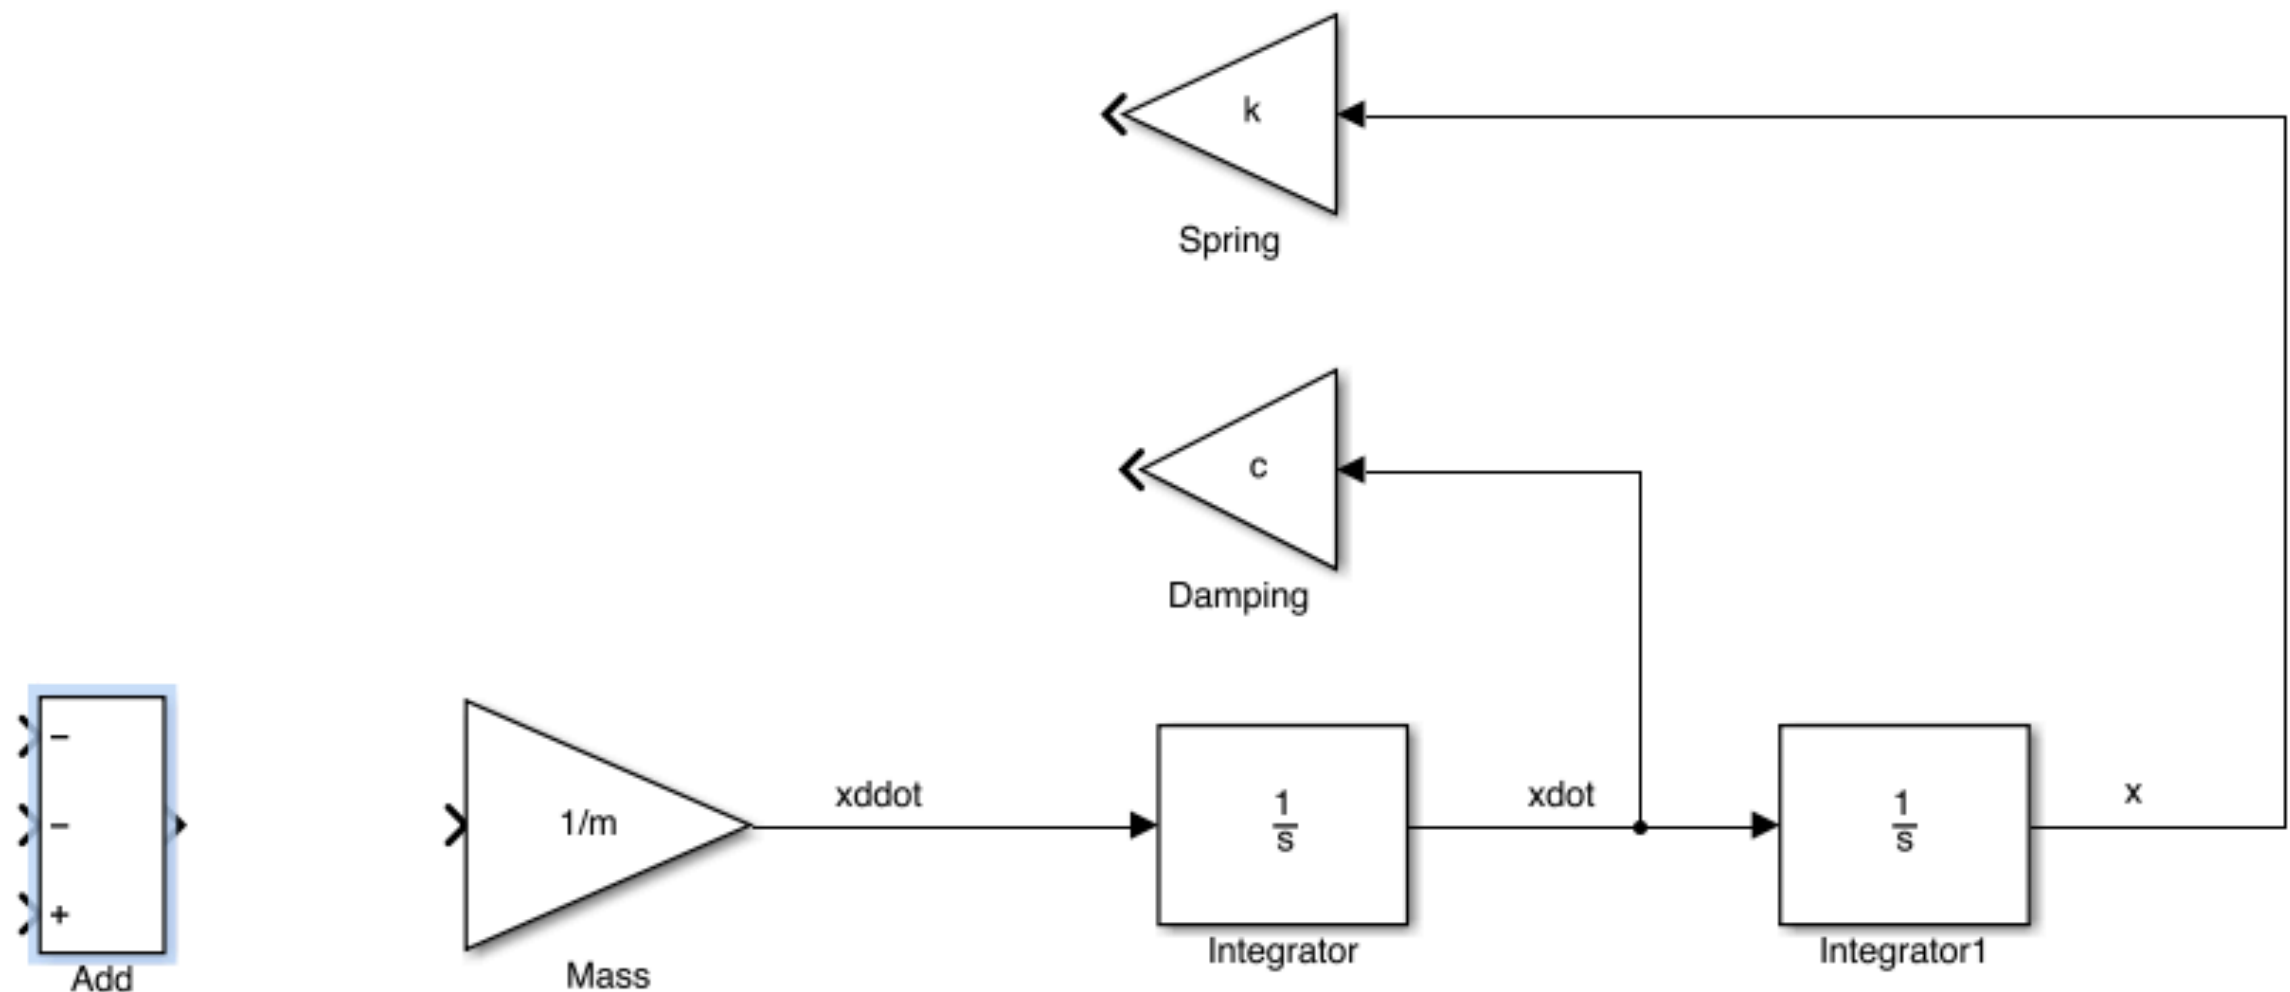 k
Spring
c
Damping
−
−
+
Add
1/m
Mass
xddot
1
s
Integrator
xdot
1
s
Integrator1
x